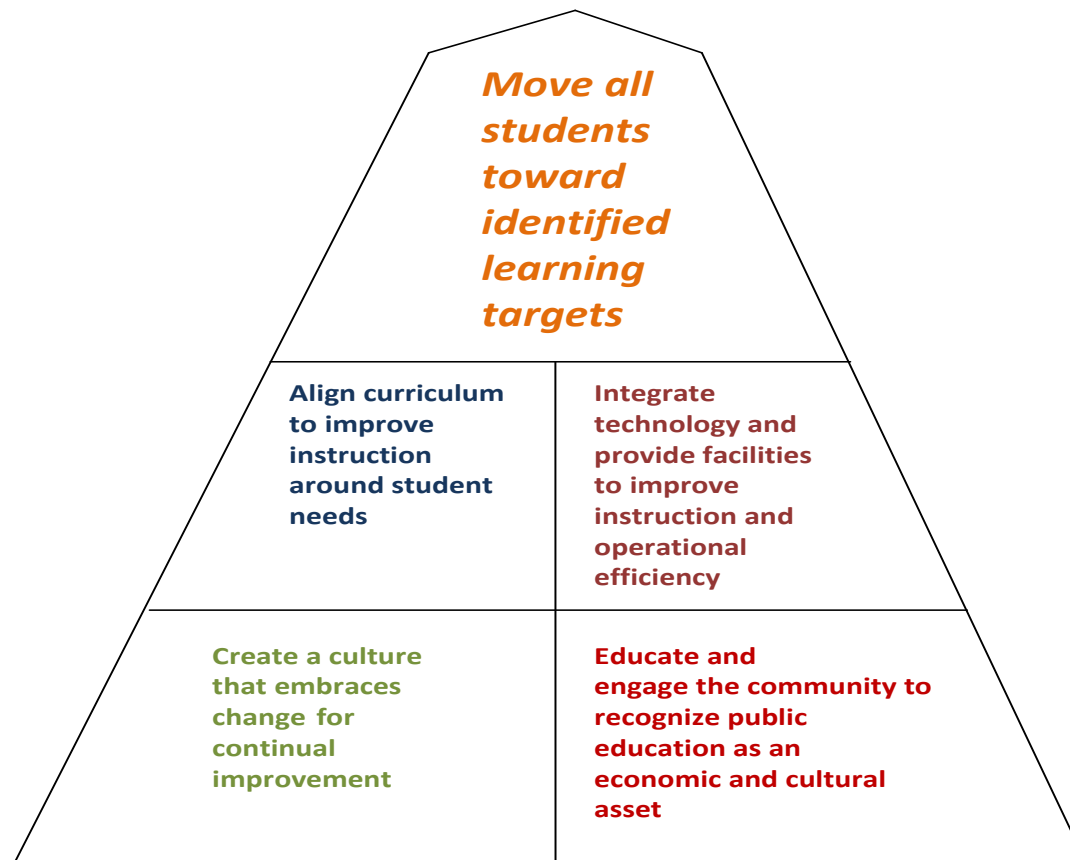 Move all
students
toward
identified
learning
targets
Align curriculum
to improve
instruction
around student
needs
Integrate
technology and
provide facilities
to improve
instruction and
operational
efficiency
Create a culture
that embraces
change for
continual
improvement
Educate and
engage the community to
recognize public
education as an
economic and cultural
asset